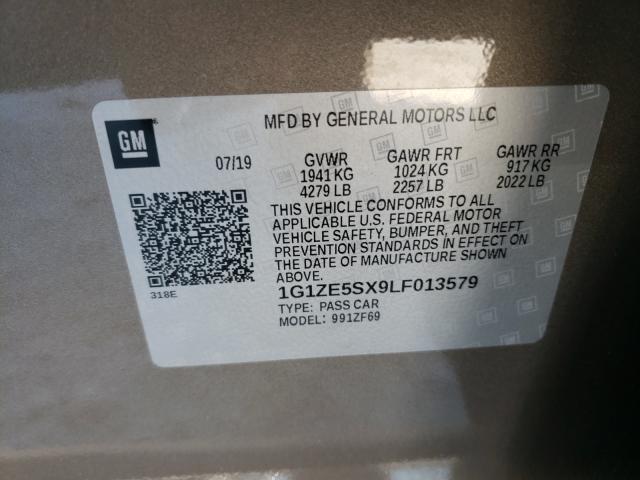 GM
MFD BY GENERAL MOTORS LLC
07/19 GVWR GAWR FRT GAWR RR
1941 KG 1024 KG 917 KG
4279 LB 2257 LB 2022 LB
THIS VEHICLE CONFORMS TO ALL
APPLICABLE U.S. FEDERAL MOTOR
VEHICLE SAFETY, BUMPER, AND THEFT
PREVENTION STANDARDS IN EFFECT ON
THE DATE OF MANUFACTURE SHOWN
ABOVE.
318E
1G1ZE5SX9LF013579
TYPE: PASS CAR
MODEL: 991ZF69